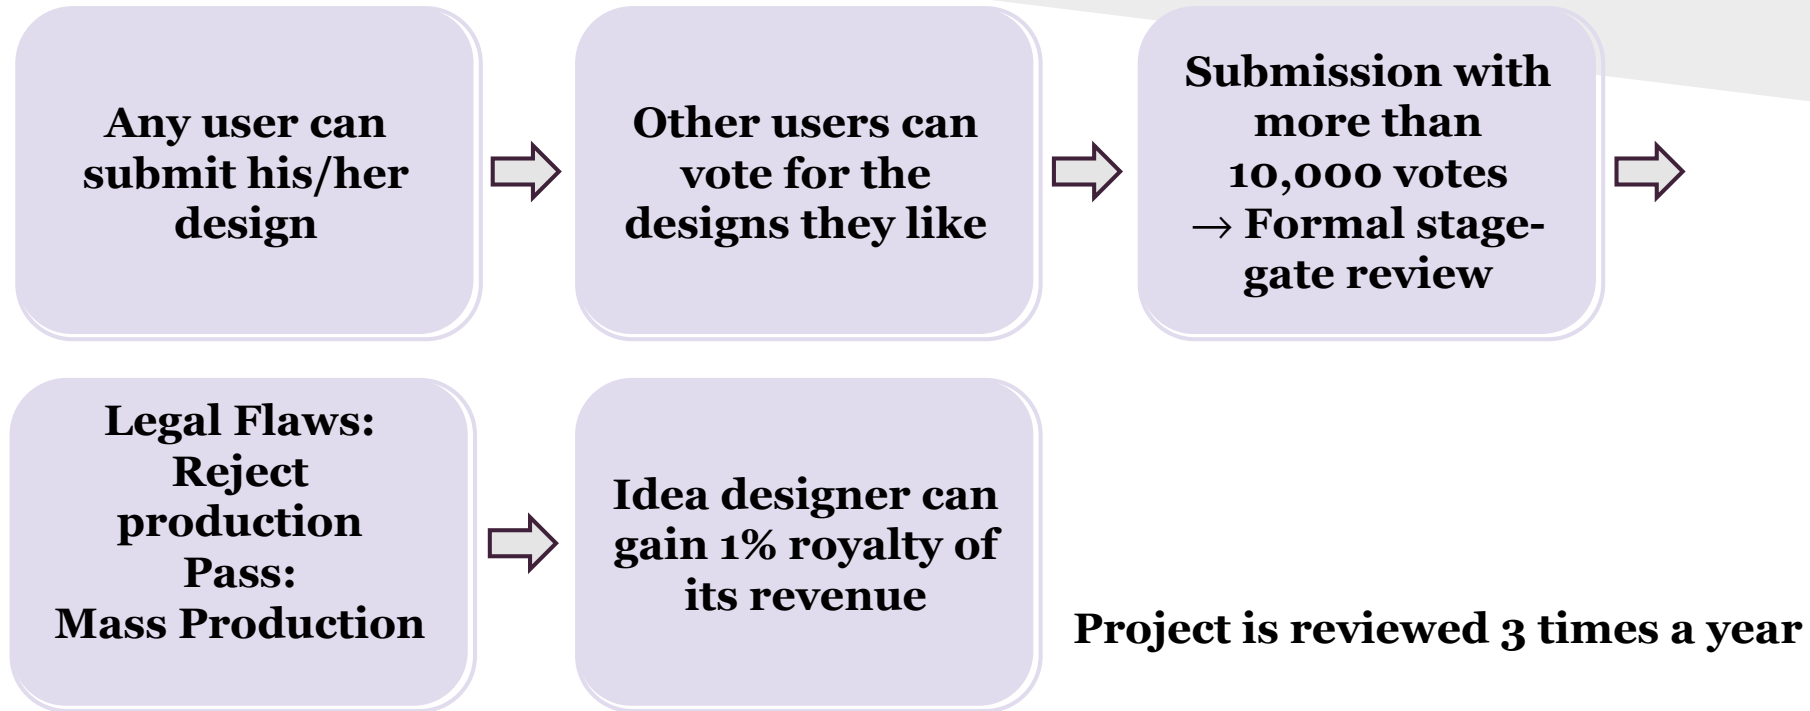 Any user can
submit his/her
design
Other users can
vote for the
designs they like
Submission with
more than
10,000 votes
→ Formal stage-
gate review
Legal Flaws:
Reject
production
Pass:
Mass Production
Idea designer can
gain 1% royalty of
its revenue
Project is reviewed 3 times a year